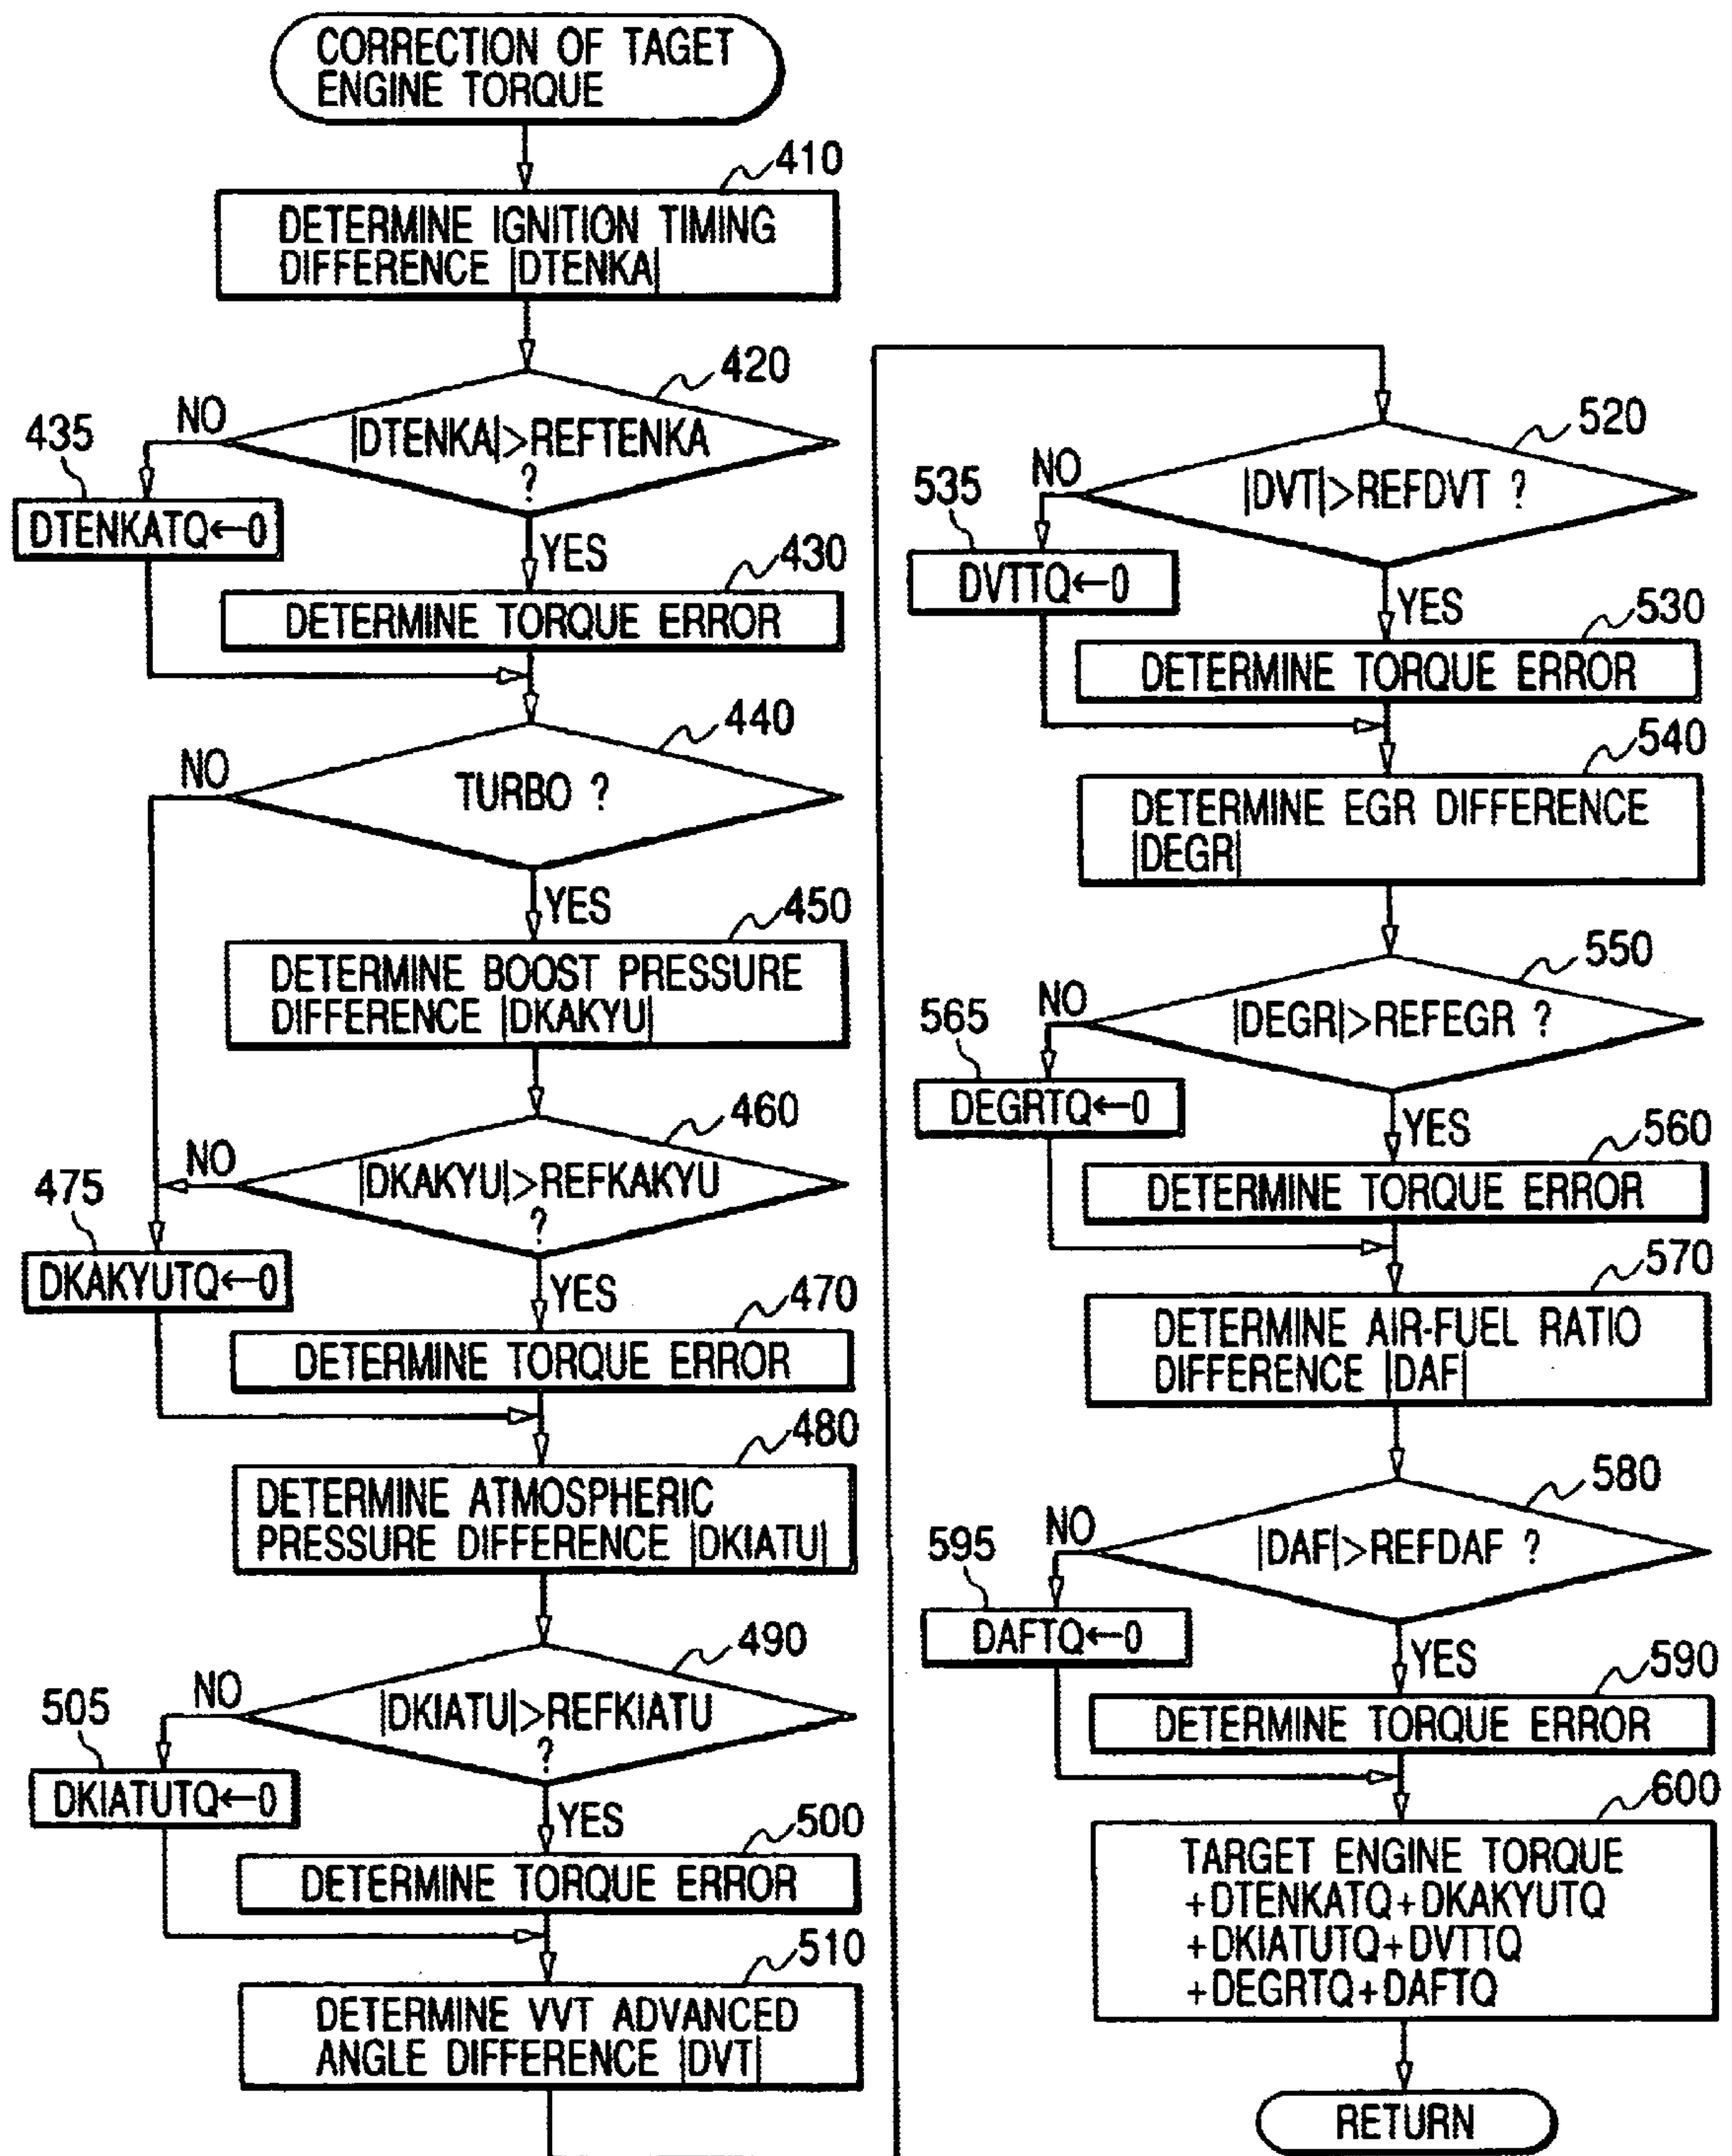 CORRECTION OF TAGET
ENGINE TORQUE
410
DETERMINE IGNITION TIMING
DIFFERENCE |DTENKA|
420
NO
|DTENKA|>REFTENKA
?
435
DTENKATQ←0
YES
430
DETERMINE TORQUE ERROR
440
NO
TURBO ?
YES
450
DETERMINE BOOST PRESSURE
DIFFERENCE |DKAKYU|
460
NO
|DKAKYU|>REFKAKYU
?
475
DKAKYUTQ←0
YES
470
DETERMINE TORQUE ERROR
480
DETERMINE ATMOSPHERIC
PRESSURE DIFFERENCE |DKIATU|
490
NO
|DKIATU|>REFKIATU
?
505
DKIATUTQ←0
YES
500
DETERMINE TORQUE ERROR
510
DETERMINE VVT ADVANCED
ANGLE DIFFERENCE |DVT|
520
NO
|DVT|>REFDVT ?
535
DVTTQ←0
YES
530
DETERMINE TORQUE ERROR
540
DETERMINE EGR DIFFERENCE
|DEGR|
550
NO
|DEGR|>REFEGR ?
565
DEGRTQ←0
YES
560
DETERMINE TORQUE ERROR
570
DETERMINE AIR-FUEL RATIO
DIFFERENCE |DAF|
580
NO
|DAF|>REFDAF ?
595
DAFTQ←0
YES
590
DETERMINE TORQUE ERROR
600
TARGET ENGINE TORQUE
+DTENKATQ+DKAKYUTQ
+DKIATUTQ+DVTTQ
+DEGRTQ+DAFTQ
RETURN